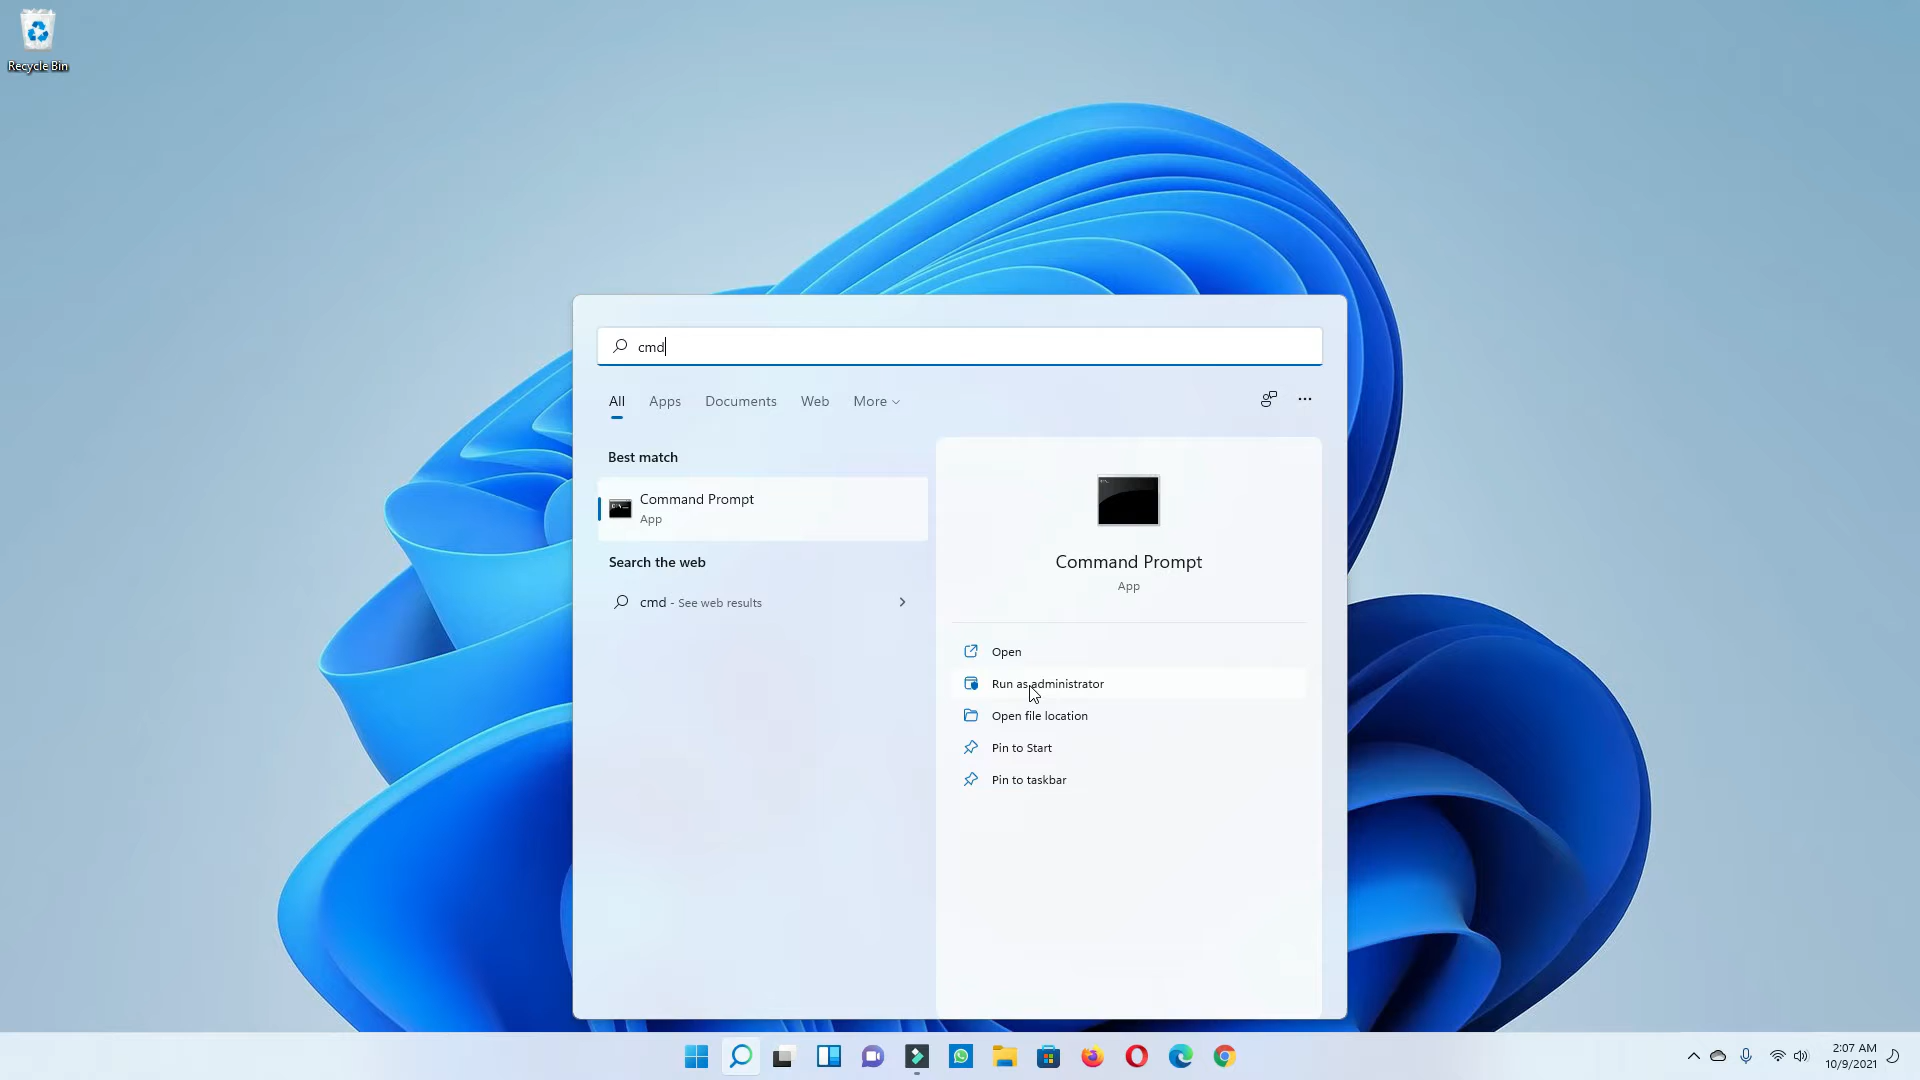 Recycle Bin
cmd
All Apps Documents Web More
Best match
Command Prompt
App
Search the web
cmd - See web results
Command Prompt
App
Open
Run as administrator
Open file location
Pin to Start
Pin to taskbar
2:07 AM
10/9/2021